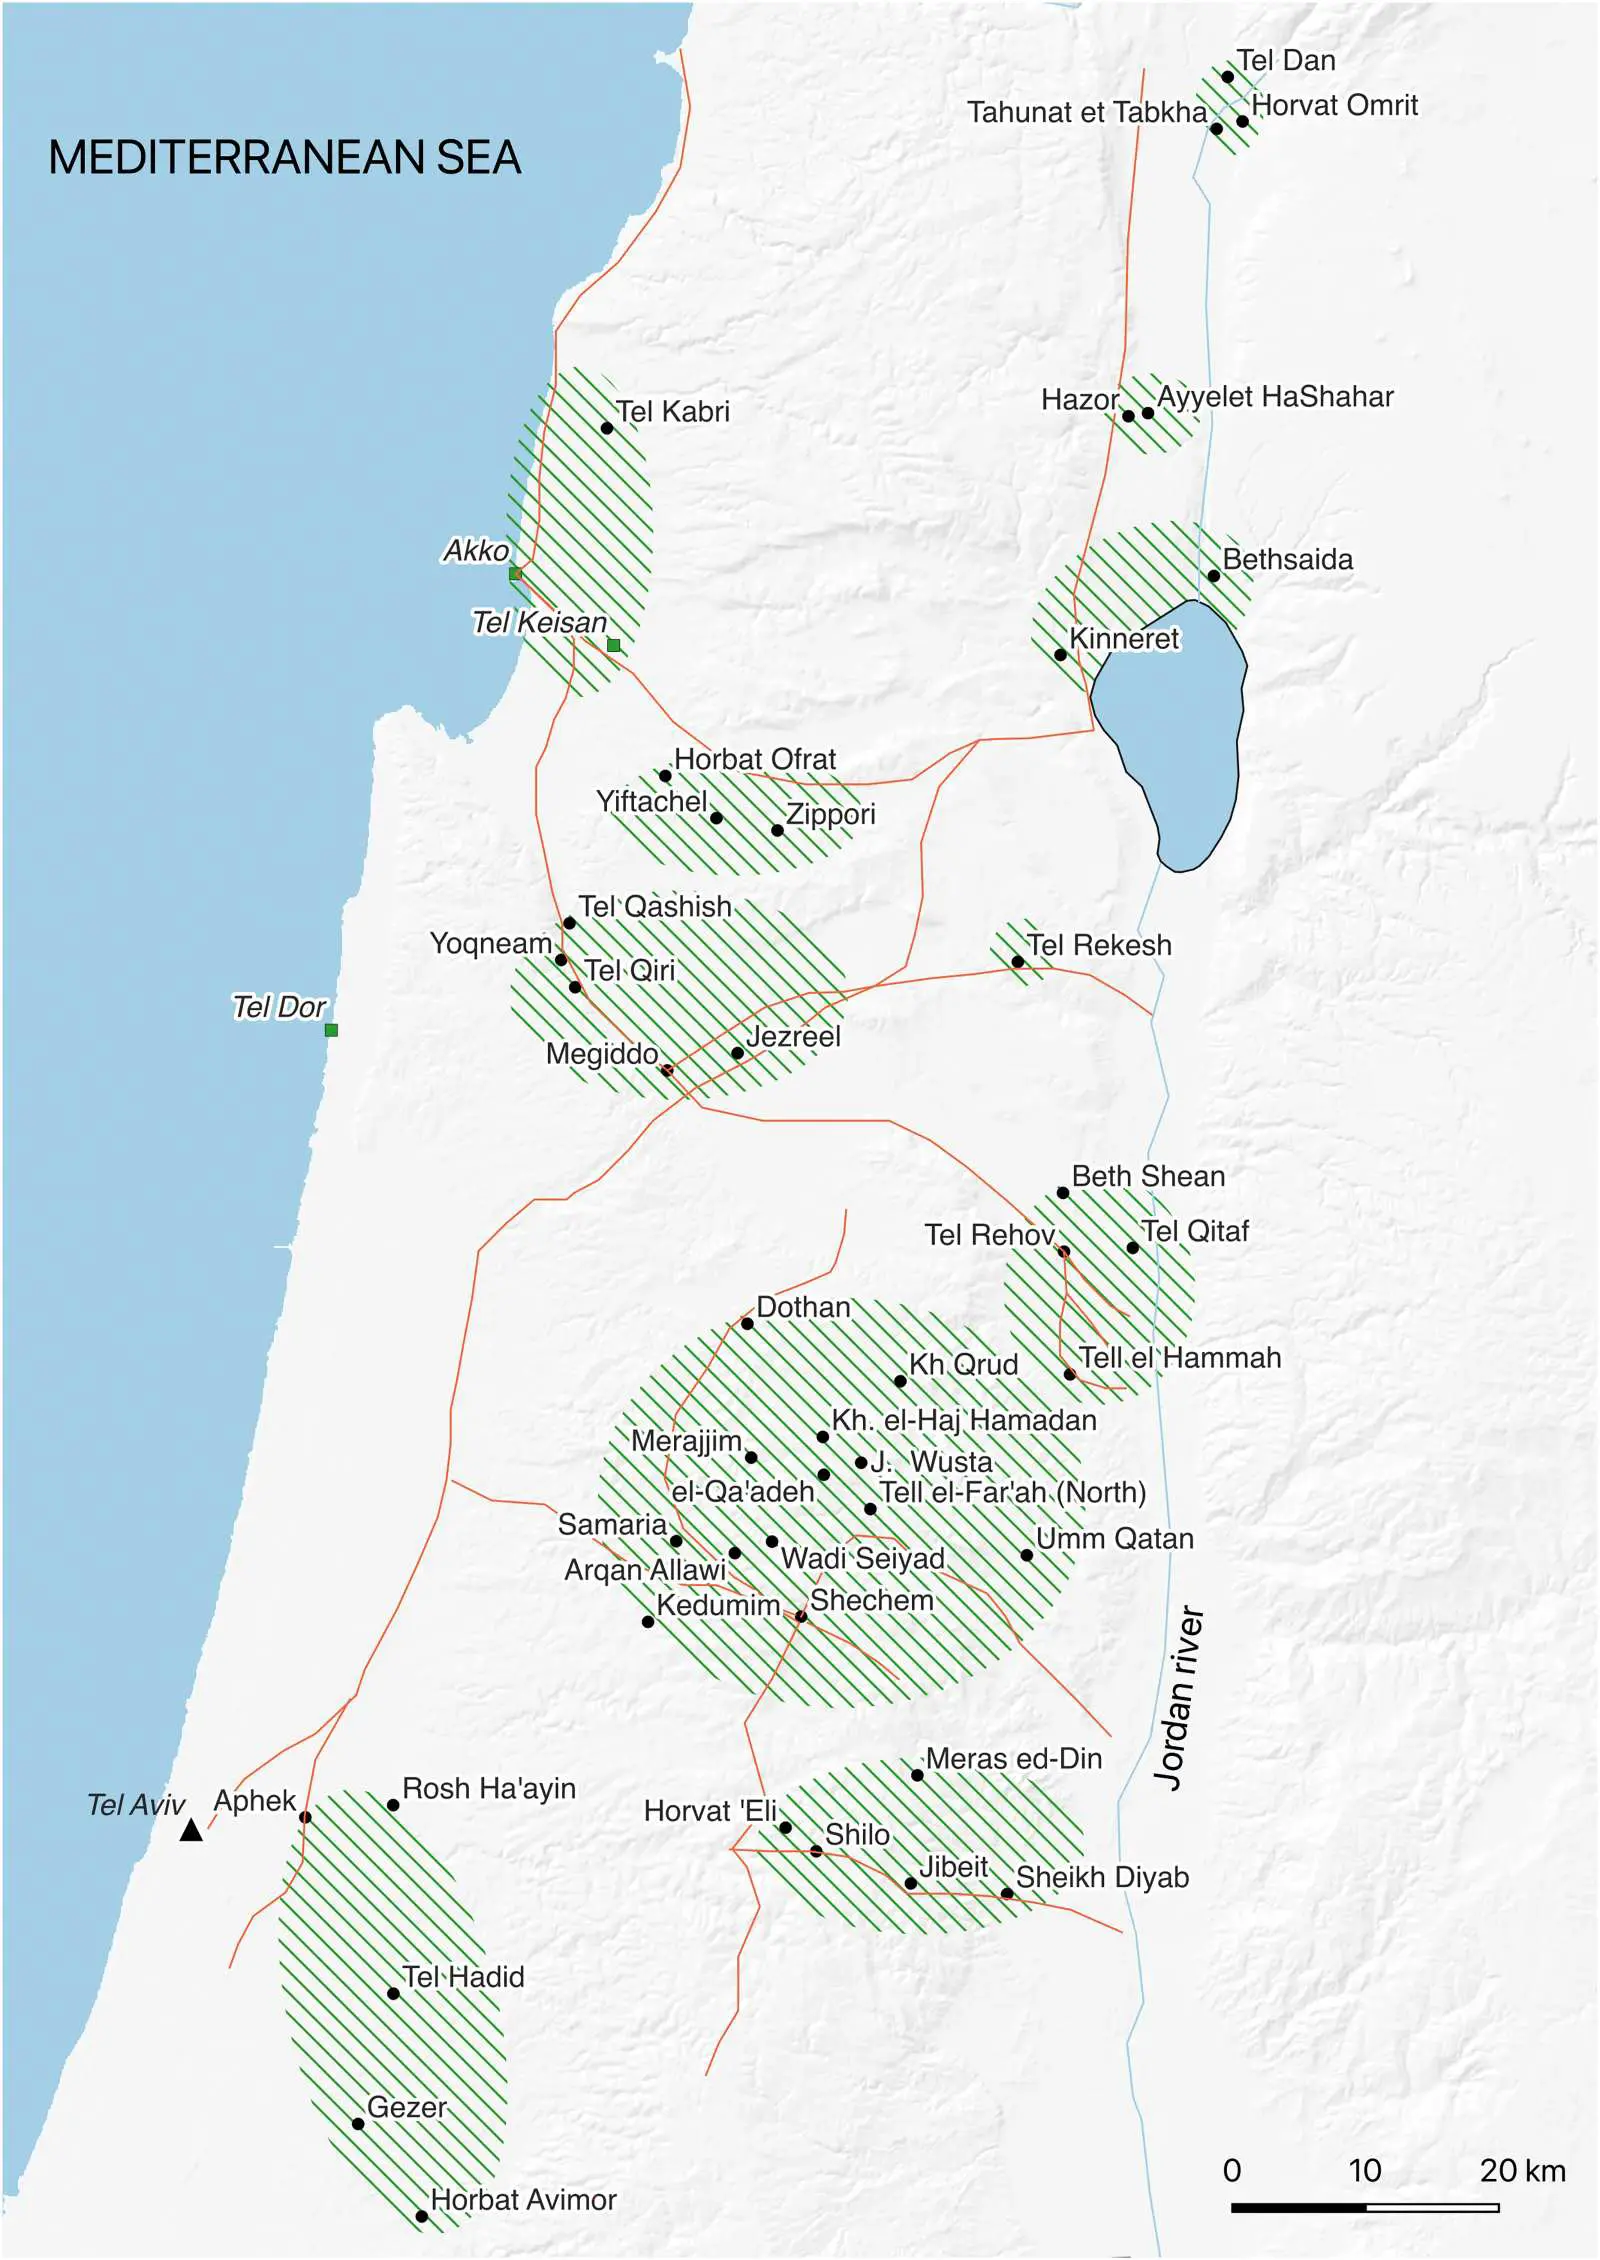 Tel Dan
Tahunat et Tabkha
Horvat Omrit
MEDITERRANEAN SEA
Hazor
Ayyelet HaShahar
Tel Kabri
Akko
Bethsaida
Tel Keisan
Kinneret
Horbat Ofrat
Yiftachel
Zippori
Tel Qashish
Yoqneam
Tel Rekesh
Tel Qiri
Tel Dor
Jezreel
Megiddo
Beth Shean
Tel Rehov
Tel Qitaf
Dothan
Tell el Hammah
Kh Qrud
Kh. el-Haj Hamadan
Merajjim
J. Wusta
el-Qa'adeh
Tell el-Far'ah (North)
Samaria
Umm Qatan
Wadi Seiyad
Arqan Allawi
Shechem
Kedumim
Jordan river
Meras ed-Din
Rosh Ha'ayin
Tel Aviv
Aphek
Horvat 'Eli
Shilo
Jibeit
Sheikh Diyab
Tel Hadid
Gezer
Horbat Avimor
0 10 20 km